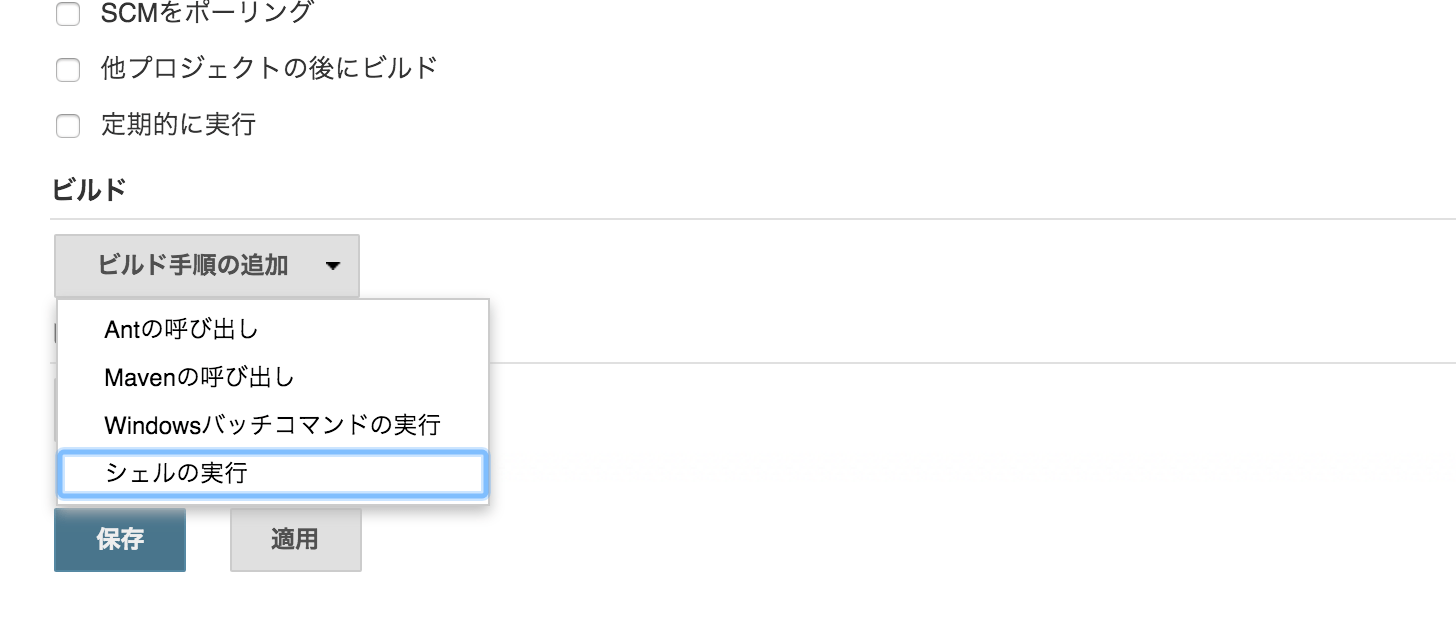 SCMをポーリング
他プロジェクトの後にビルド
定期的に実行
ビルド
ビルド手順の追加
Antの呼び出し
Mavenの呼び出し
Windowsバッチコマンドの実行
シェルの実行
保存 適用